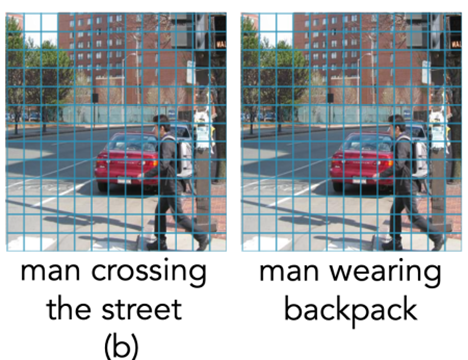 man crossing
the street
(b)
man wearing
backpack